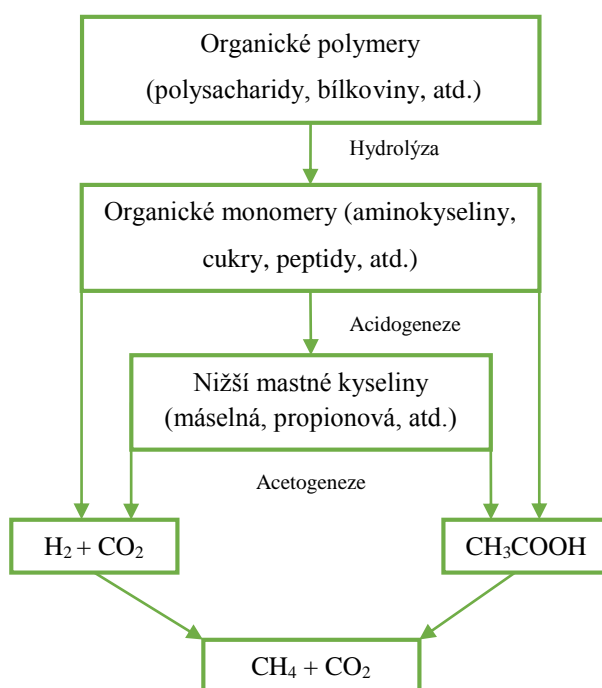 Organické polymery
(polysacharidy, bílkoviny, atd.)
Hydrolýza
Organické monomery (aminokyseliny,
cukry, peptidy, atd.)
Acidogeneze
Nižší mastné kyseliny
(máselná, propionová, atd.)
Acetogeneze
H₂ + CO₂
CH₃COOH
CH₄ + CO₂